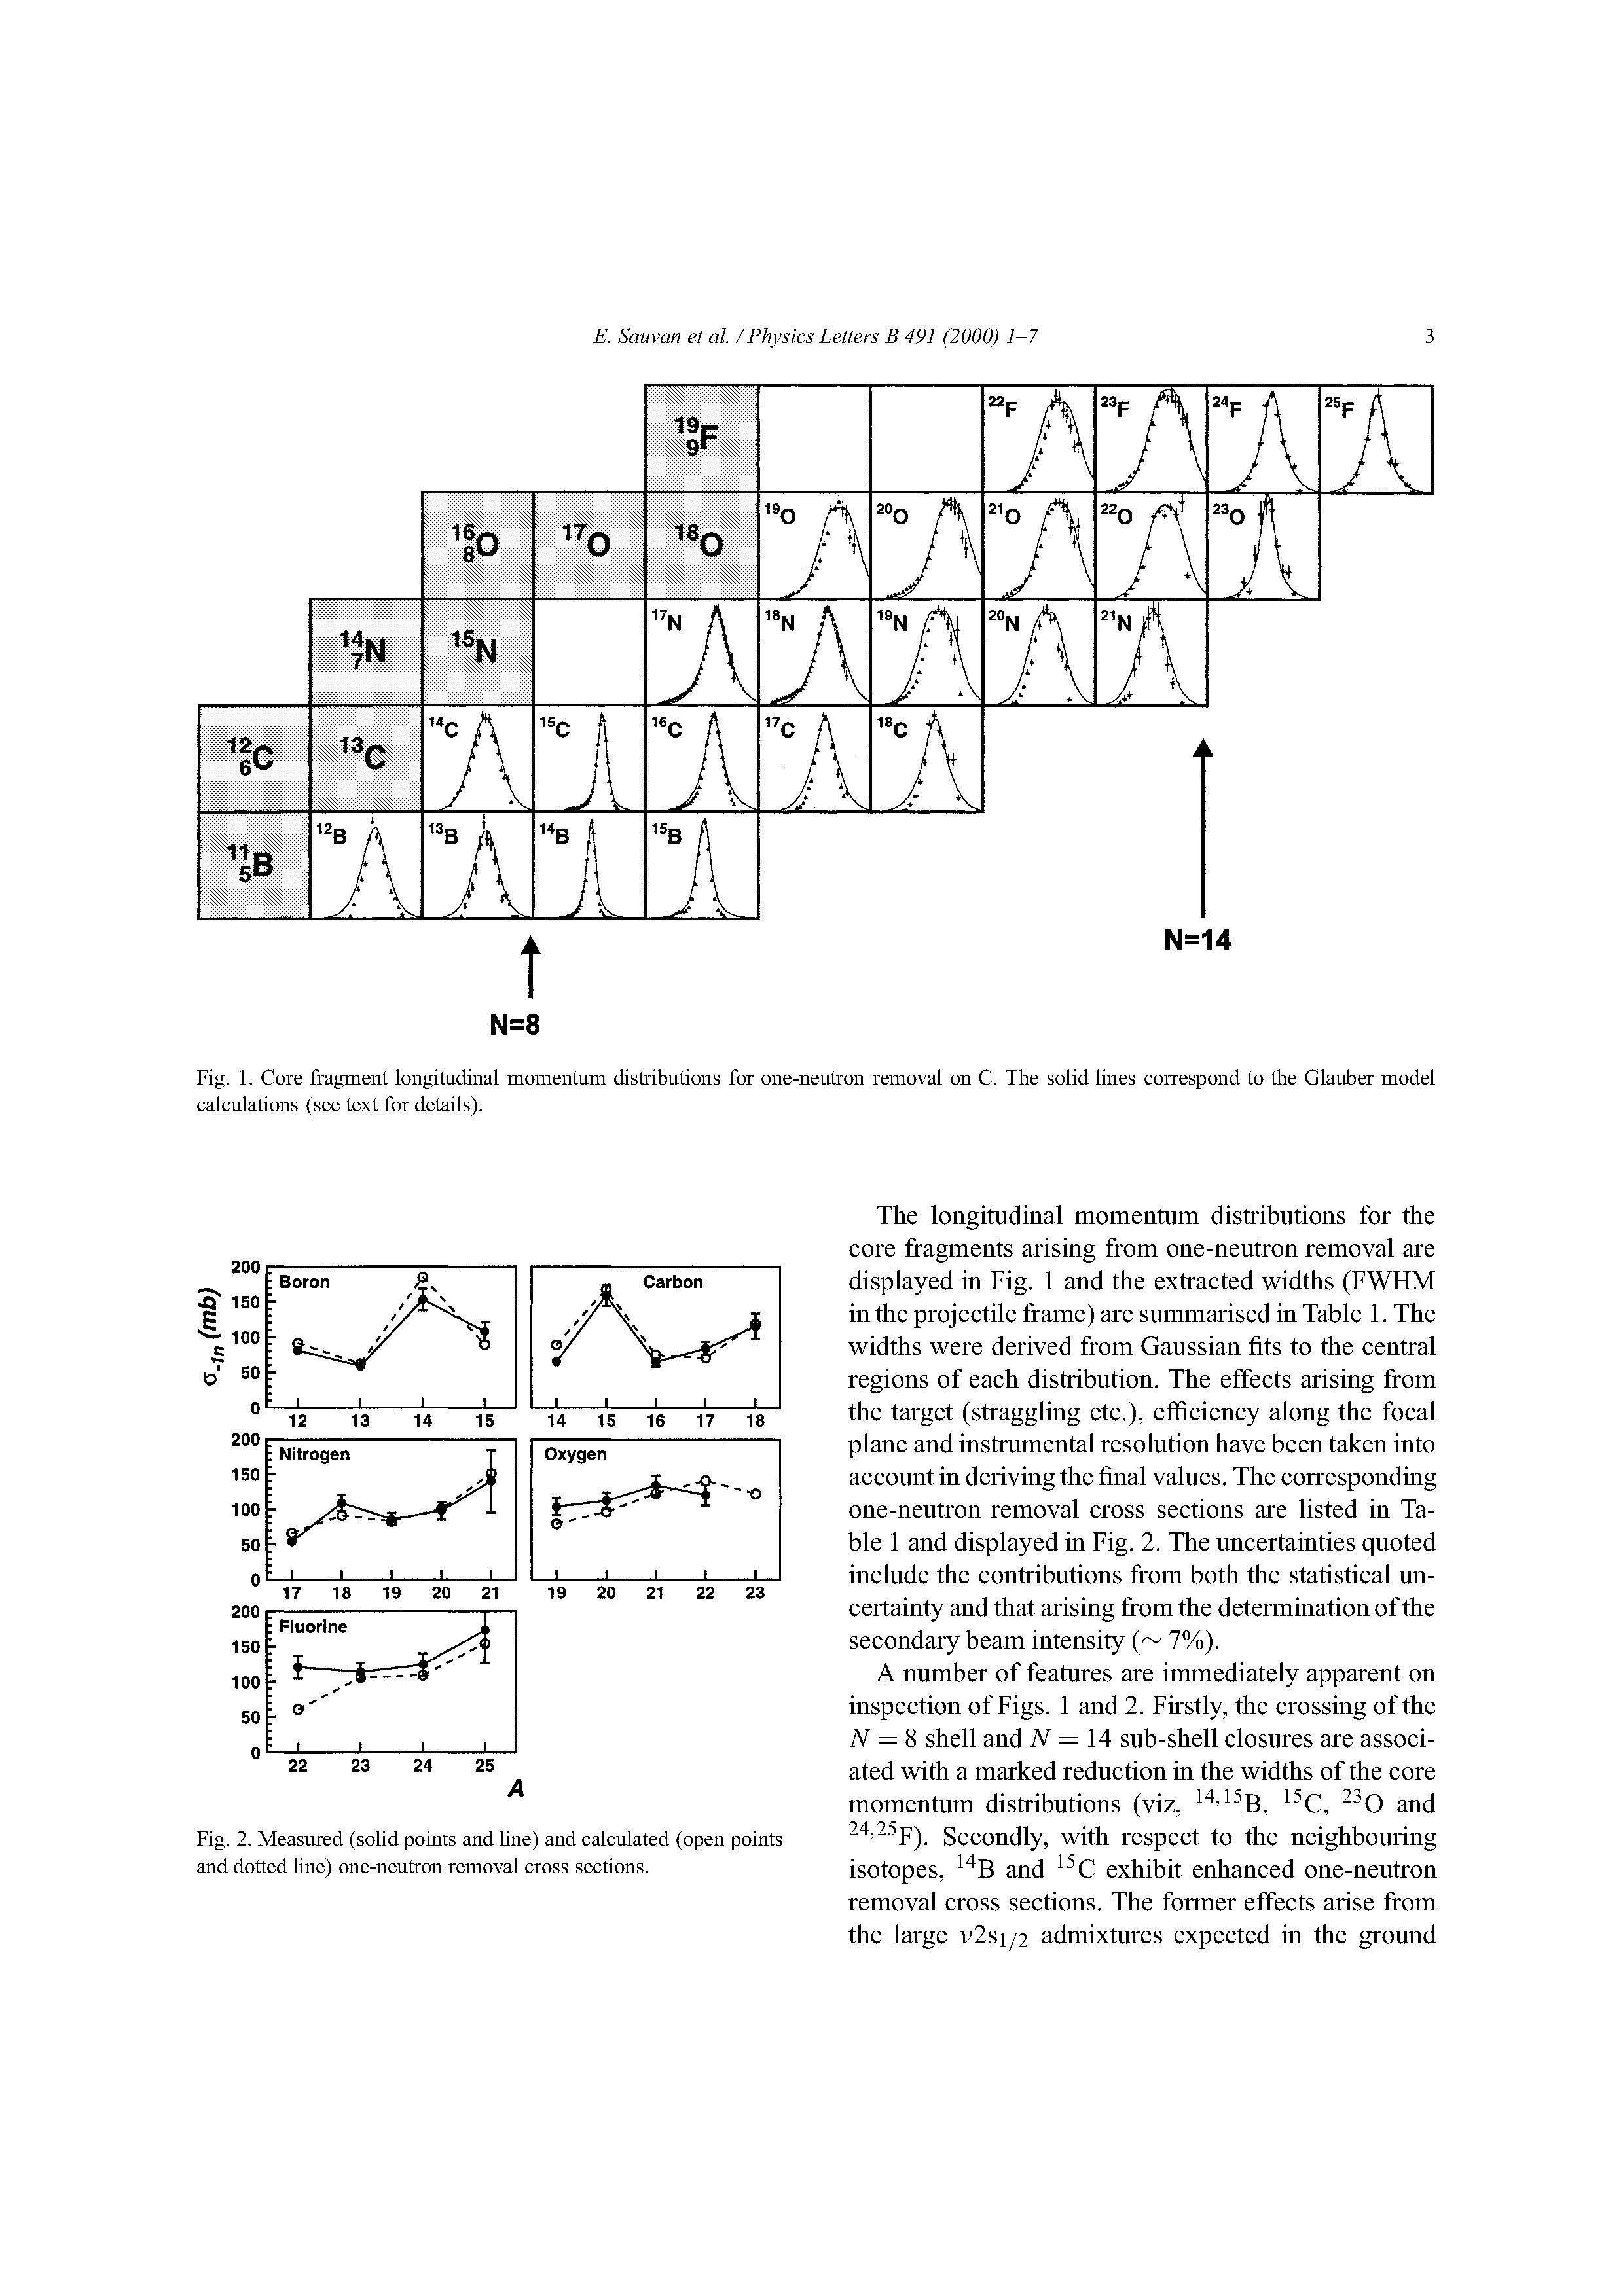 E. Sauvan et al. / Physics Letters B 491 (2000) 1–7
3
19 9 F
22F
23F
24F
25F
16 8 O
17O
18O
19O
20O
21O
22O
23O
14 7 N
15N
17N
18N
19N
20N
21N
12 6 C
13C
14C
15C
16C
17C
18C
11 5 B
12B
13B
14B
15B
N=14
N=8
Fig. 1. Core fragment longitudinal momentum distributions for one-neutron removal on C. The solid lines correspond to the Glauber model
calculations (see text for details).
σ-1n (mb)
200
150
100
50
0
Boron
12 13 14 15
Carbon
14 15 16 17 18
200
150
100
50
0
Nitrogen
17 18 19 20 21
Oxygen
19 20 21 22 23
200
150
100
50
0
Fluorine
22 23 24 25
A
Fig. 2. Measured (solid points and line) and calculated (open points
and dotted line) one-neutron removal cross sections.
The longitudinal momentum distributions for the
core fragments arising from one-neutron removal are
displayed in Fig. 1 and the extracted widths (FWHM
in the projectile frame) are summarised in Table 1. The
widths were derived from Gaussian fits to the central
regions of each distribution. The effects arising from
the target (straggling etc.), efficiency along the focal
plane and instrumental resolution have been taken into
account in deriving the final values. The corresponding
one-neutron removal cross sections are listed in Ta-
ble 1 and displayed in Fig. 2. The uncertainties quoted
include the contributions from both the statistical un-
certainty and that arising from the determination of the
secondary beam intensity (∼ 7%).
A number of features are immediately apparent on
inspection of Figs. 1 and 2. Firstly, the crossing of the
N = 8 shell and N = 14 sub-shell closures are associ-
ated with a marked reduction in the widths of the core
momentum distributions (viz, 14,15B, 15C, 23O and
24,25F). Secondly, with respect to the neighbouring
isotopes, 14B and 15C exhibit enhanced one-neutron
removal cross sections. The former effects arise from
the large ν2s1/2 admixtures expected in the ground